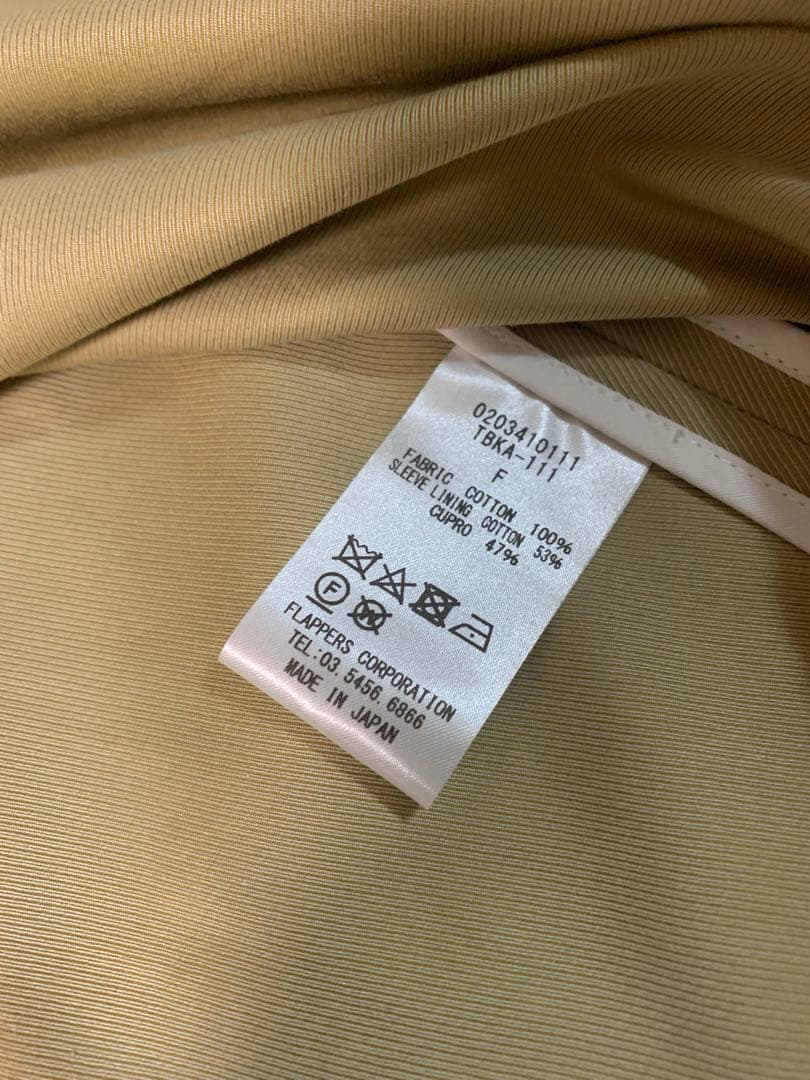 0203410111
TBKA-111
F
FABRIC COTTON 100%
SLEEVE LINING COTTON 53%
CUPRO 47%
F W
FLAPPERS CORPORATION
TEL:03.5456.6866
MADE IN JAPAN